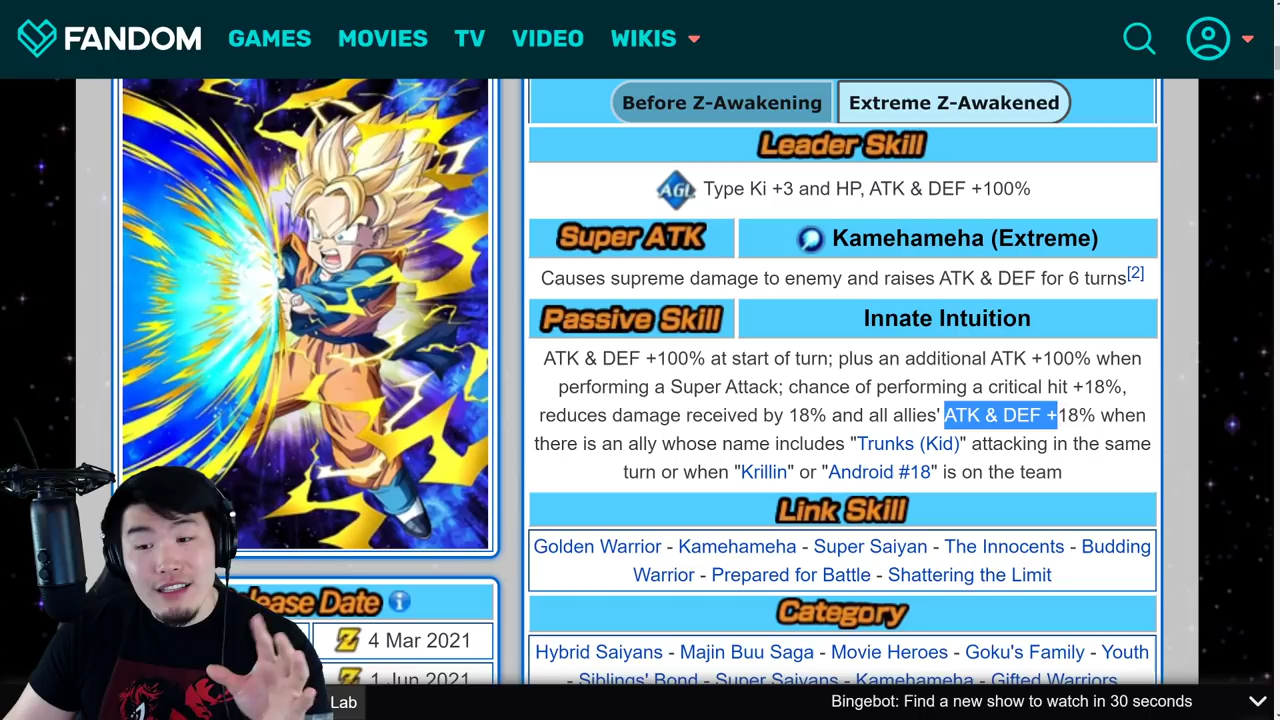 FANDOM GAMES MOVIES TV VIDEO WIKIS
Before Z-Awakening Extreme Z-Awakened
Leader Skill
AGL Type Ki +3 and HP, ATK & DEF +100%
Super ATK Kamehameha (Extreme)
Causes supreme damage to enemy and raises ATK & DEF for 6 turns[2]
Passive Skill Innate Intuition
ATK & DEF +100% at start of turn; plus an additional ATK +100% when
performing a Super Attack; chance of performing a critical hit +18%,
reduces damage received by 18% and all allies' ATK & DEF +18% when
there is an ally whose name includes "Trunks (Kid)" attacking in the same
turn or when "Krillin" or "Android #18" is on the team
Link Skill
Golden Warrior - Kamehameha - Super Saiyan - The Innocents - Budding
Warrior - Prepared for Battle - Shattering the Limit
Category
Hybrid Saiyans - Majin Buu Saga - Movie Heroes - Goku's Family - Youth
- Siblings' Bond - Super Saiyans - Kamehameha - Gifted Warriors
lease Date i
Z 4 Mar 2021
Z 1 Jun 2021
Lab
Bingebot: Find a new show to watch in 30 seconds